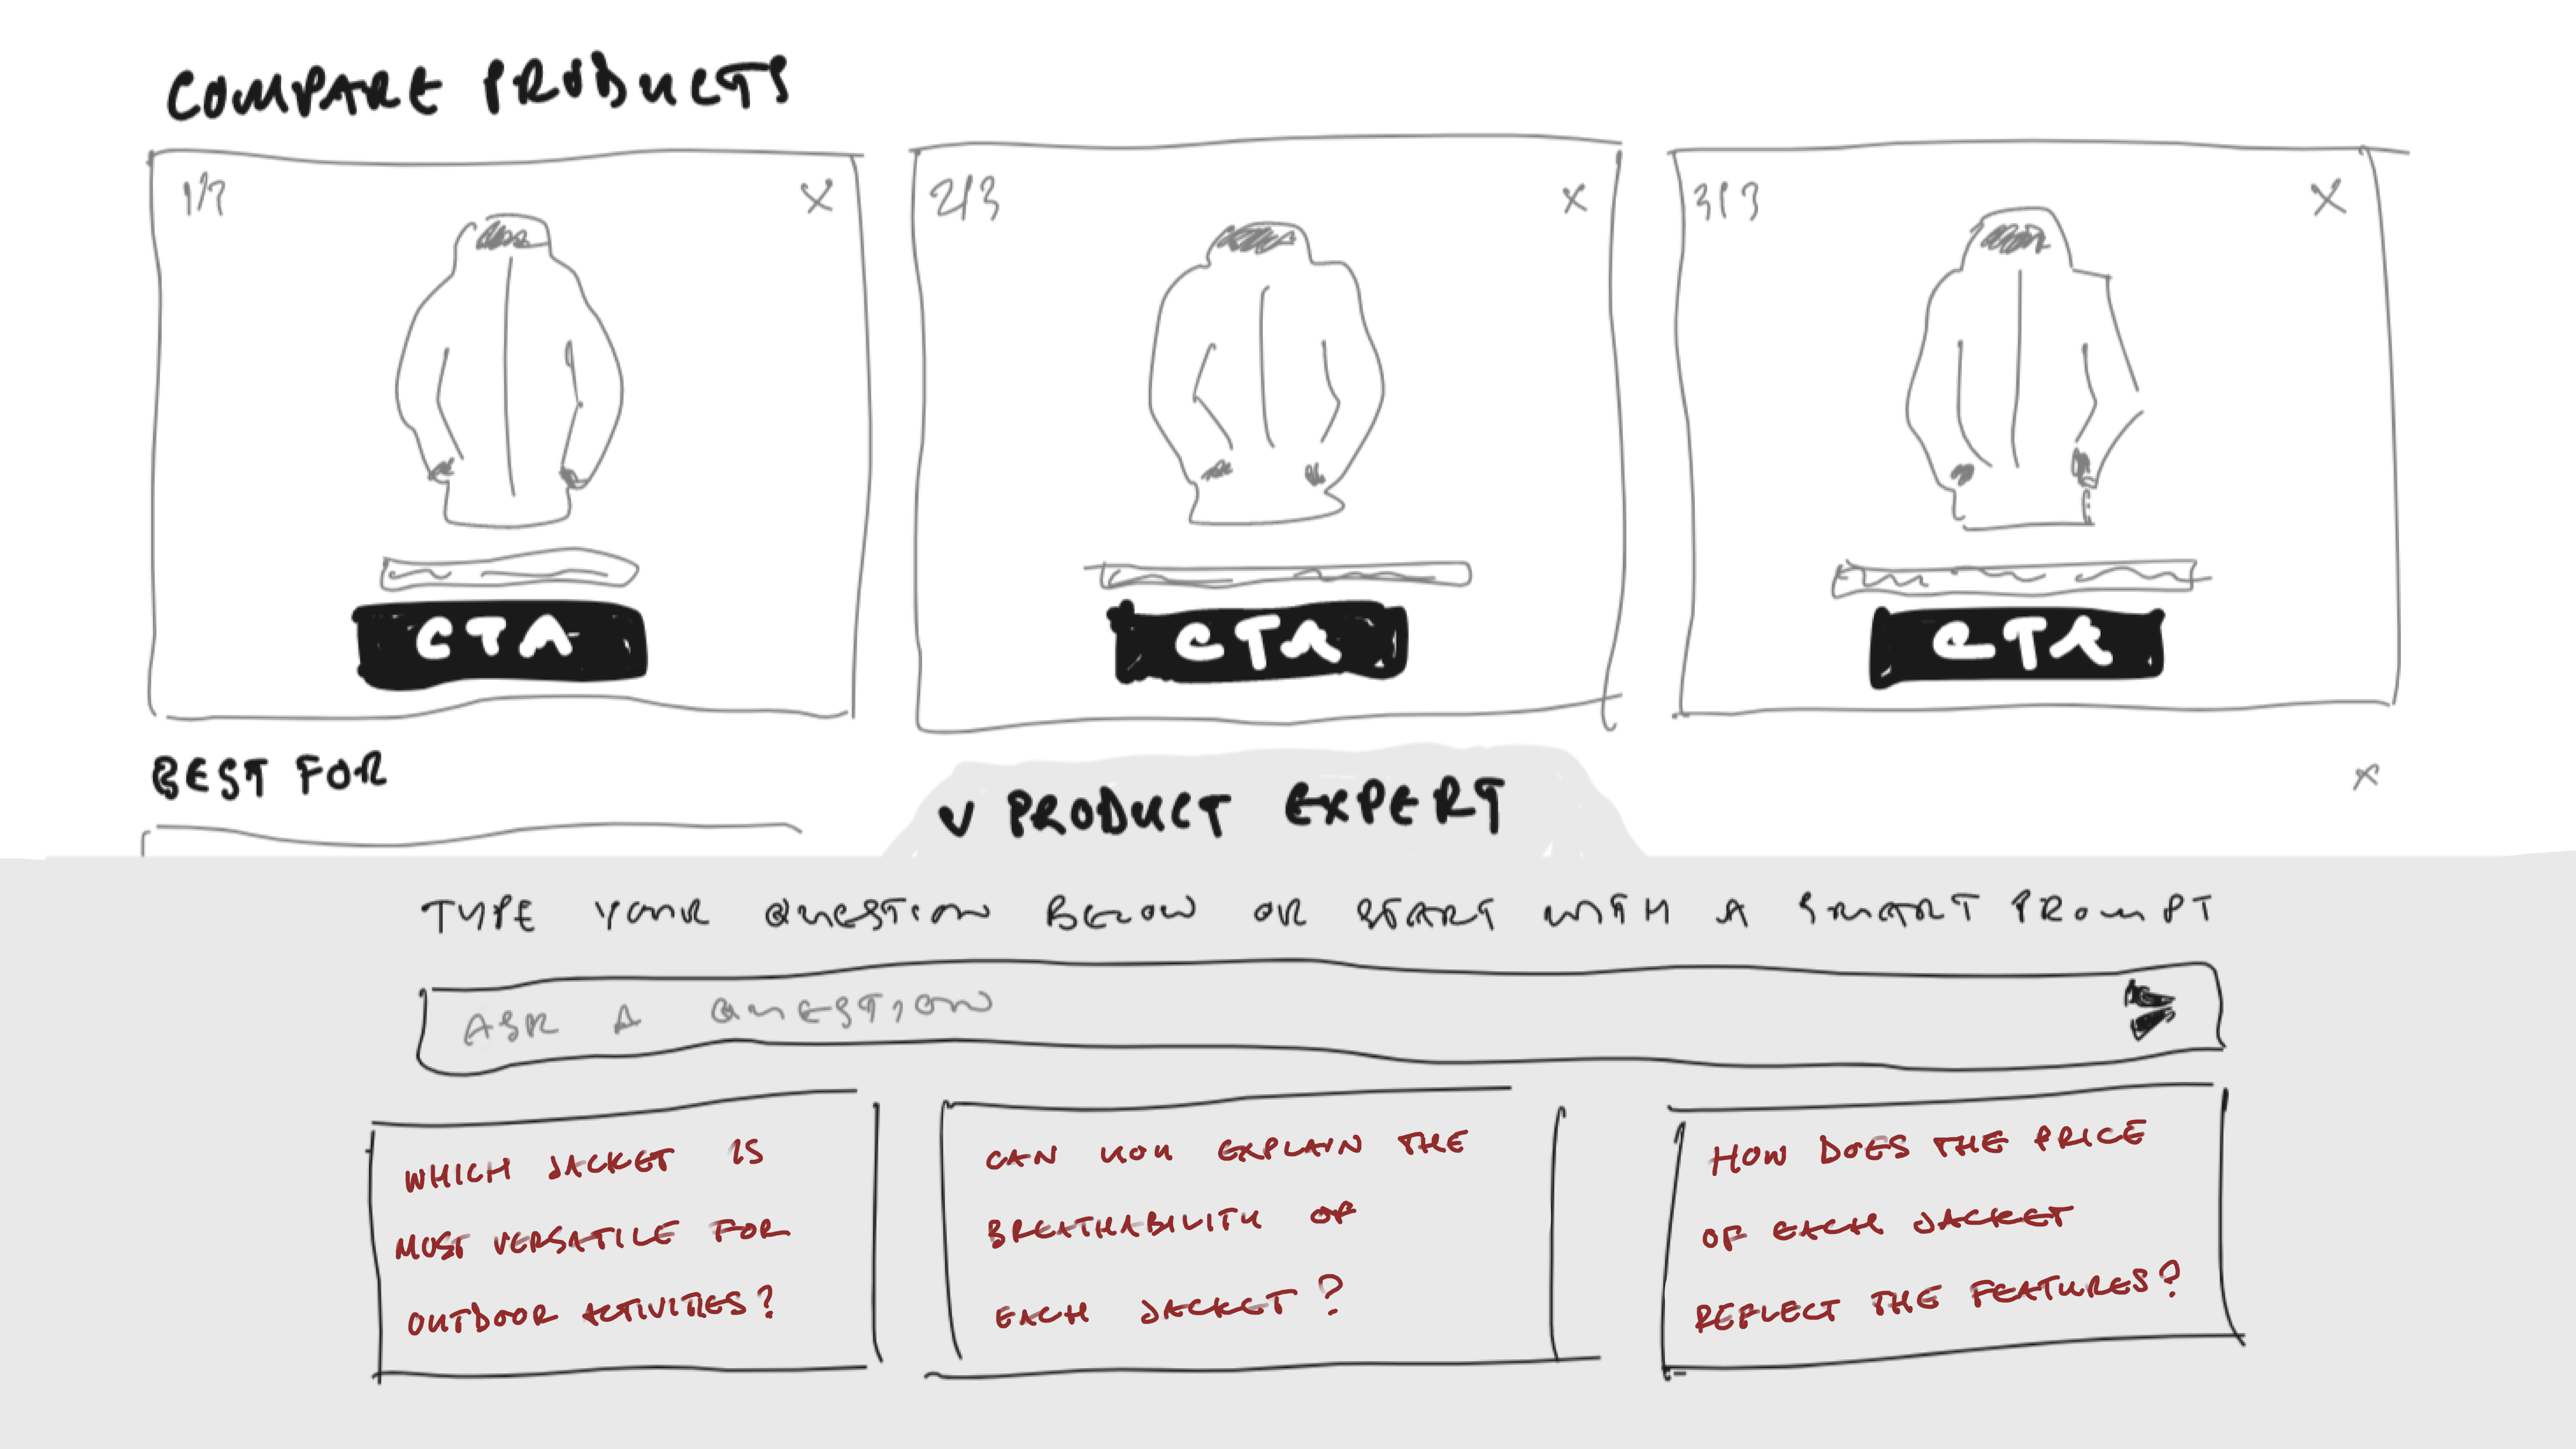 COMPARE PRODUCTS
1/3 X
2/3 X
3/3 X
CTA
CTA
CTA
BEST FOR
X
V PRODUCT EXPERT
TYPE YOUR QUESTION BELOW OR START WITH A SMART PROMPT
ASK A QUESTION
WHICH JACKET IS
MOST VERSATILE FOR
OUTDOOR ACTIVITIES?
CAN YOU EXPLAIN THE
BREATHABILITY OF
EACH JACKET?
HOW DOES THE PRICE
OF EACH JACKET
REFLECT THE FEATURES?